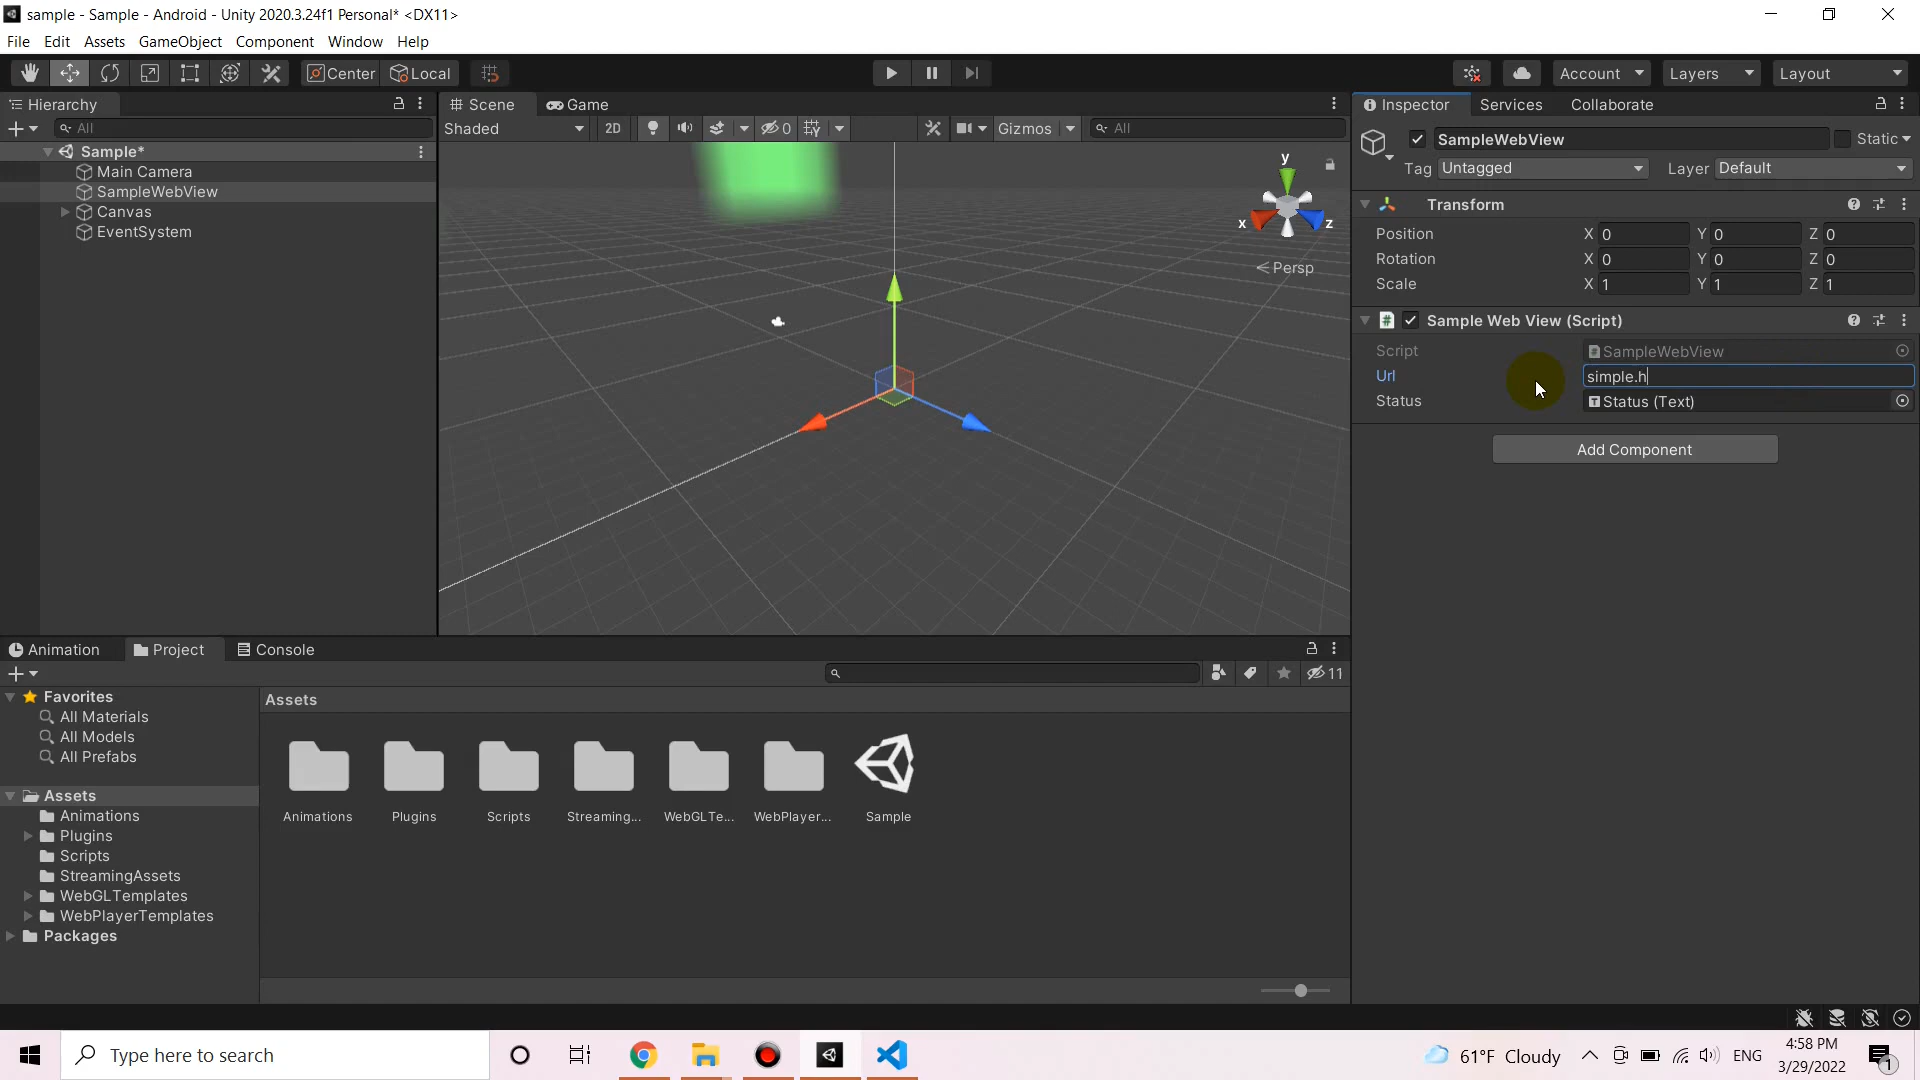 sample - Sample - Android - Unity 2020.3.24f1 Personal* <DX11>
File Edit Assets GameObject Component Window Help
Center Local Account Layers Layout
Hierarchy
All
Sample*
Main Camera
SampleWebView
Canvas
EventSystem
Scene Game
Shaded 2D 0 Gizmos All
y
x
z
Persp
Inspector Services Collaborate
SampleWebView Static
Tag Untagged Layer Default
Transform
Position X 0 Y 0 Z 0
Rotation X 0 Y 0 Z 0
Scale X 1 Y 1 Z 1
Sample Web View (Script)
Script SampleWebView
Url simple.h
Status Status (Text)
Add Component
Animation Project Console
11
Favorites
All Materials
All Models
All Prefabs
Assets
Animations
Plugins
Scripts
StreamingAssets
WebGLTemplates
WebPlayerTemplates
Packages
Assets
Animations Plugins Scripts Streaming... WebGLTe... WebPlayer... Sample
Type here to search
61°F Cloudy ENG
4:58 PM
3/29/2022
1